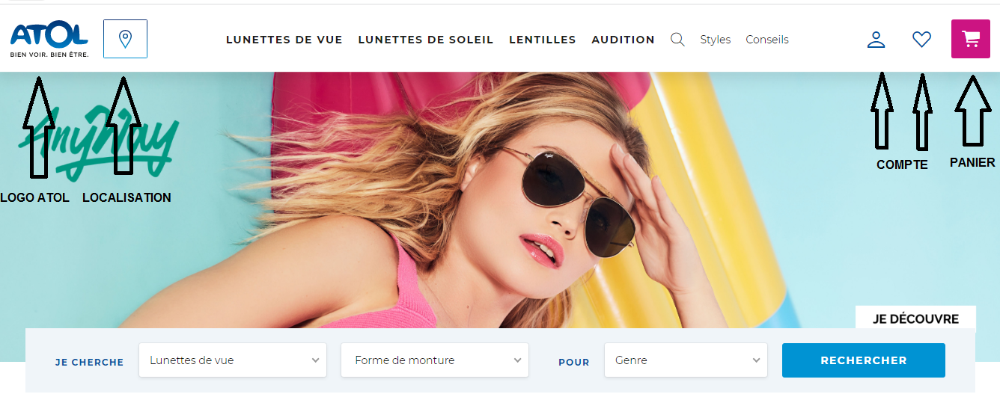 ATOL
BIEN VOIR. BIEN ÊTRE.
LUNETTES DE VUE LUNETTES DE SOLEIL LENTILLES AUDITION Styles Conseils
AnyWay
LOGO ATOL LOCALISATION
COMPTE PANIER
JE DÉCOUVRE
JE CHERCHE Lunettes de vue Forme de monture POUR Genre RECHERCHER